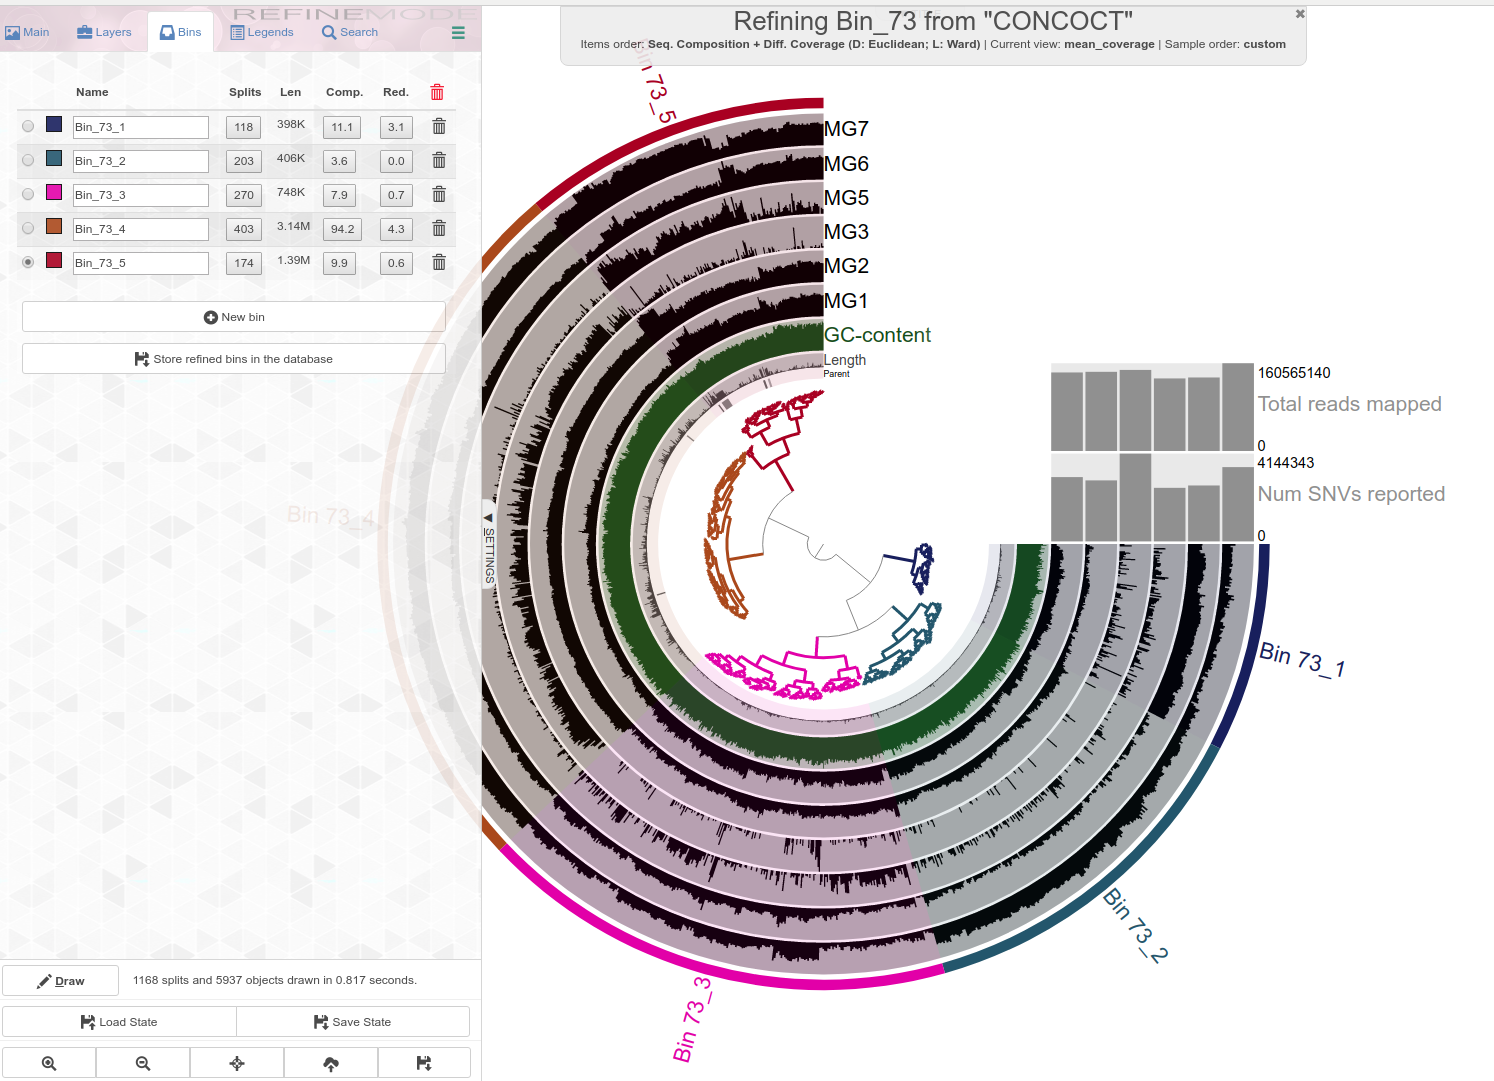 REFINEMODE
Main
Layers
Bins
Legends
Search
Name Splits Len Comp. Red.
Bin_73_1 118 398K 11.1 3.1
Bin_73_2 203 406K 3.6 0.0
Bin_73_3 270 748K 7.9 0.7
Bin_73_4 403 3.14M 94.2 4.3
Bin_73_5 174 1.39M 9.9 0.6
New bin
Store refined bins in the database
Draw
1168 splits and 5937 objects drawn in 0.817 seconds.
Load State
Save State
◀ SETTINGS
Refining Bin_73 from "CONCOCT"
Items order: Seq. Composition + Diff. Coverage (D: Euclidean; L: Ward) | Current view: mean_coverage | Sample order: custom
Bin 73_5
MG7
MG6
MG5
MG3
MG2
MG1
GC-content
Length
Parent
160565140
Total reads mapped
0
4144343
Num SNVs reported
0
Bin 73_4
Bin 73_1
Bin 73_2
Bin 73_3